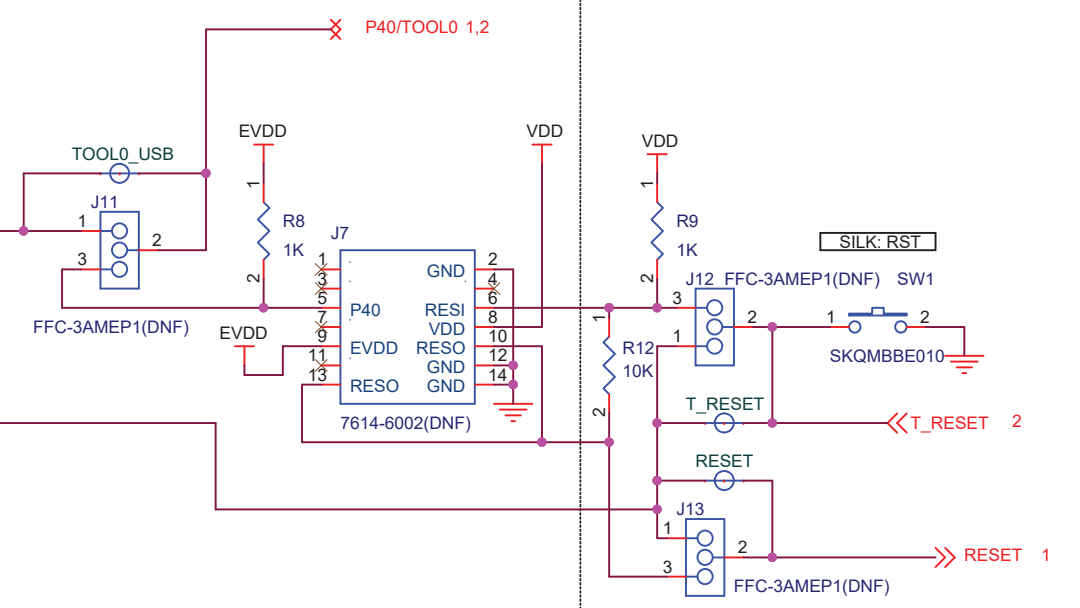 P40/TOOL0 1,2
EVDD
VDD
VDD
TOOL0_USB
J11
1
2
3
FFC-3AMEP1(DNF)
1
R8
1K
2
EVDD
J7
1
3
5
7
9
11
13
P40
EVDD
RESO
GND
RESI
VDD
RESO
GND
GND
2
4
6
8
10
12
14
7614-6002(DNF)
1
R9
1K
2
1
R12
10K
2
SILK: RST
J12 FFC-3AMEP1(DNF) SW1
3
1
2
1
2
SKQMBBE010
T_RESET
T_RESET 2
RESET
J13
1
2
3
RESET 1
FFC-3AMEP1(DNF)